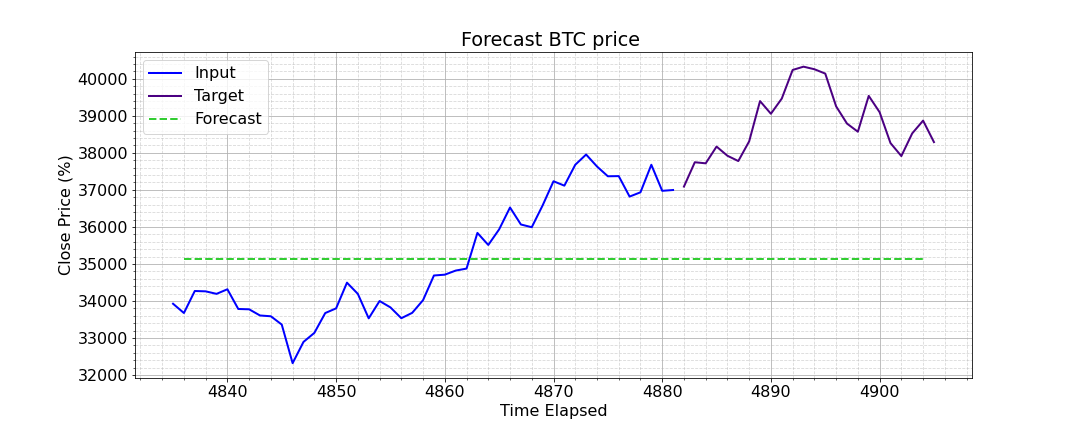 Forecast BTC price
Input
Target
Forecast
Close Price (%)
40000
39000
38000
37000
36000
35000
34000
33000
32000
4840 4850 4860 4870 4880 4890 4900
Time Elapsed